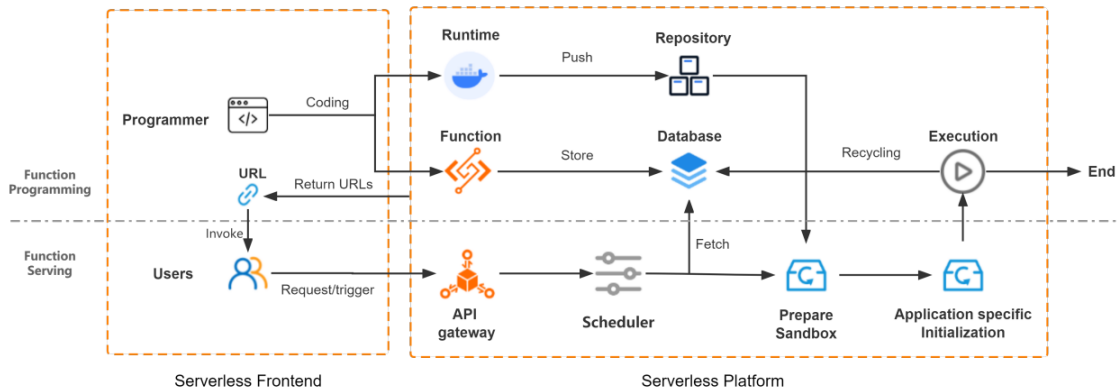 Runtime
Repository
Push
Programmer
</>
Coding
Function
Database
Execution
Store
Recycling
End
Function
Programming
URL
Return URLs
Invoke
Fetch
Function
Serving
Users
Request/trigger
API
gateway
Scheduler
Prepare
Sandbox
Application specific
Initialization
Serverless Frontend
Serverless Platform